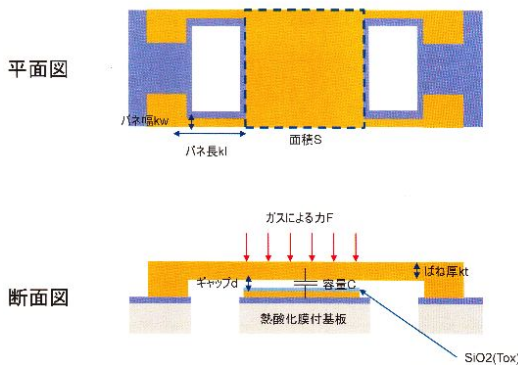 平面図
バネ幅kw
バネ長kl
面積S
ガスによる力F
ばね厚kt
ギャップd
容量C
断面図
熱酸化膜付基板
SiO2(Tox)